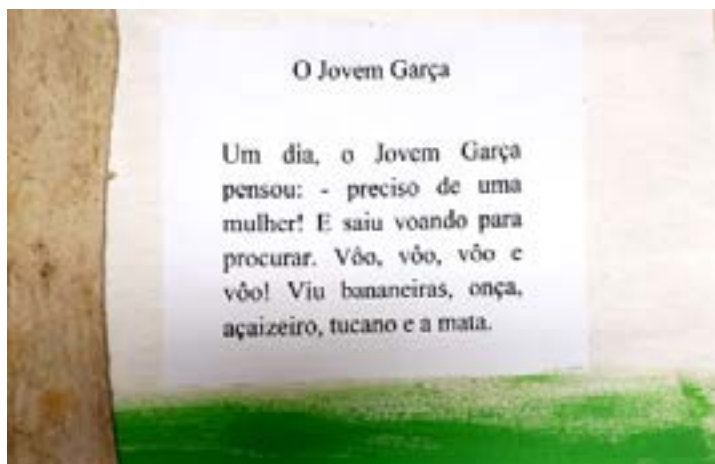 O Jovem Garça
Um dia, o Jovem Garça
pensou: - preciso de uma
mulher! E saiu voando para
procurar. Vôo, vôo, vôo e
vôo! Viu bananeiras, onça,
açaizeiro, tucano e a mata.